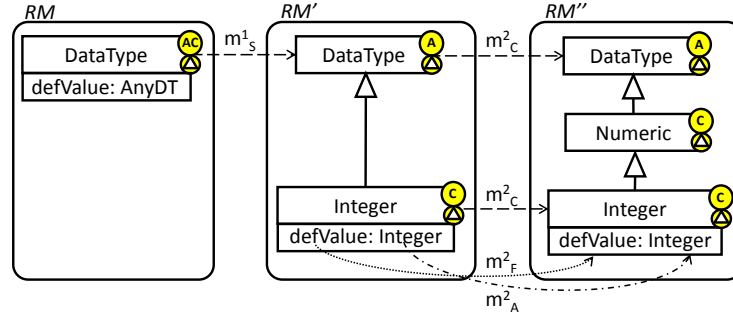 RM
AC
DataType
defValue: AnyDT
m1S
RM'
A
DataType
C
Integer
defValue: Integer
m2C
m2C
m2F
m2A
RM''
A
DataType
C
Numeric
C
Integer
defValue: Integer